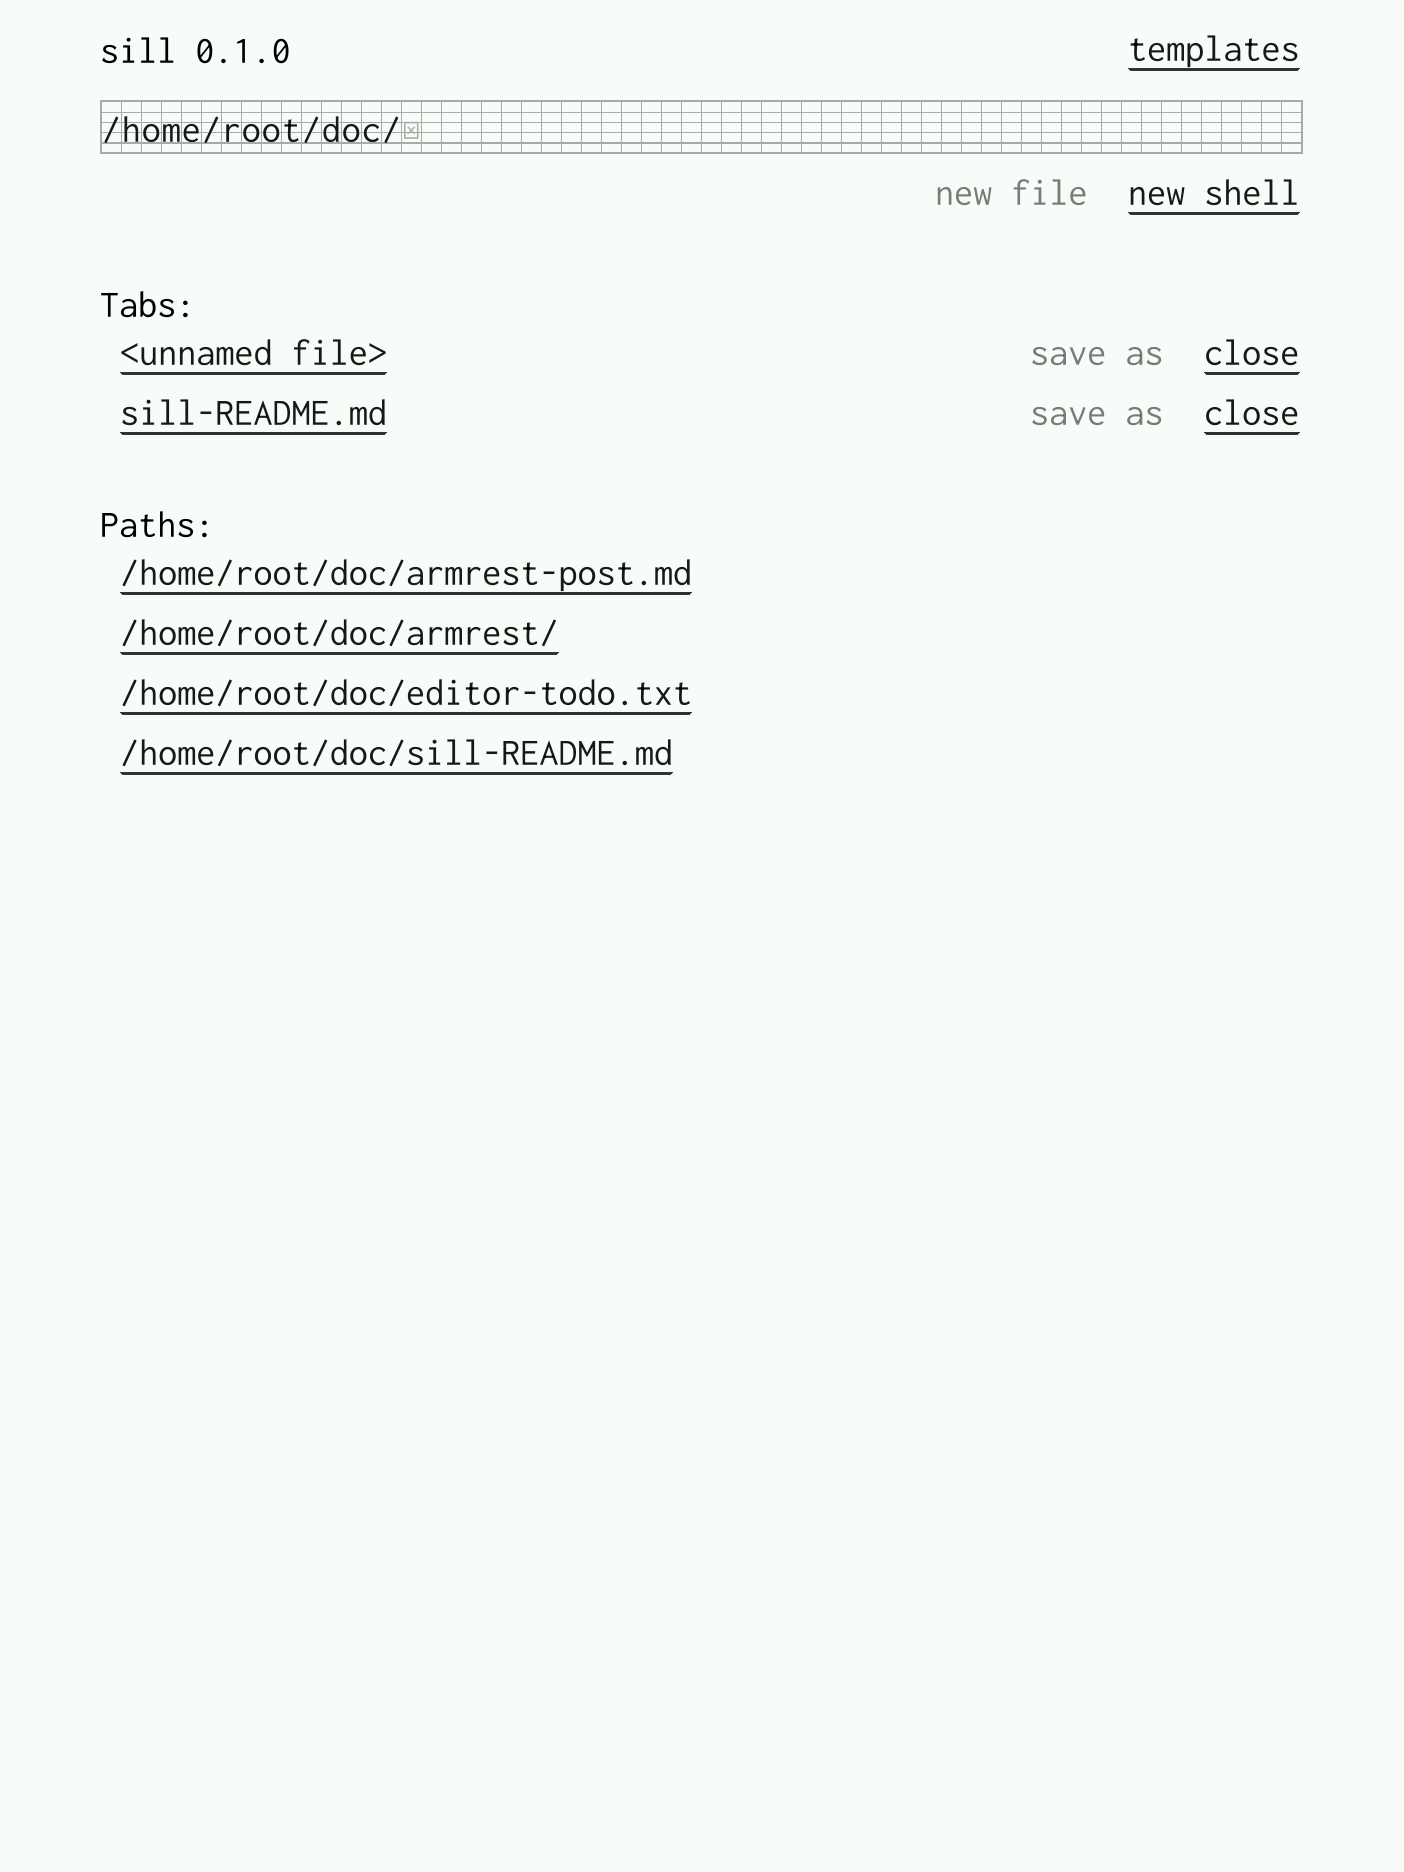 sill 0.1.0 templates
/home/root/doc/
new file new shell
Tabs:
<unnamed file> save as close
sill-README.md save as close
Paths:
/home/root/doc/armrest-post.md
/home/root/doc/armrest/
/home/root/doc/editor-todo.txt
/home/root/doc/sill-README.md